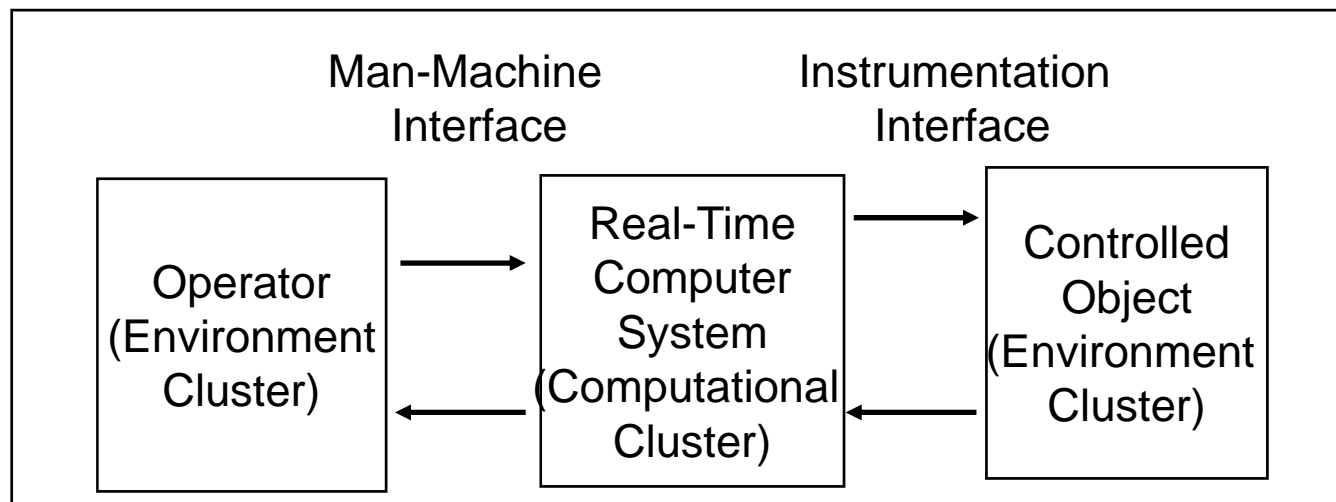 Man-Machine
Interface
Instrumentation
Interface
Operator
(Environment
Cluster)
Real-Time
Computer
System
(Computational
Cluster)
Controlled
Object
(Environment
Cluster)